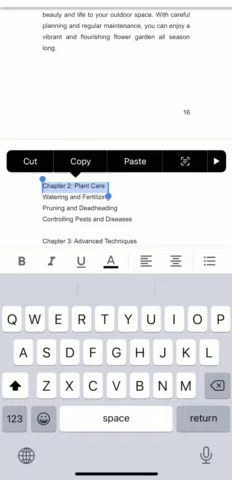 beauty and life to your outdoor space. With careful
planning and regular maintenance, you can enjoy a
vibrant and flourishing flower garden all season
long.
16
Cut Copy Paste
Chapter 2: Plant Care
Watering and Fertilizin
Pruning and Deadheading
Controlling Pests and Diseases
Chapter 3: Advanced Techniques
B I U A
Q W E R T Y U I O P
A S D F G H J K L
Z X C V B N M
123 space return